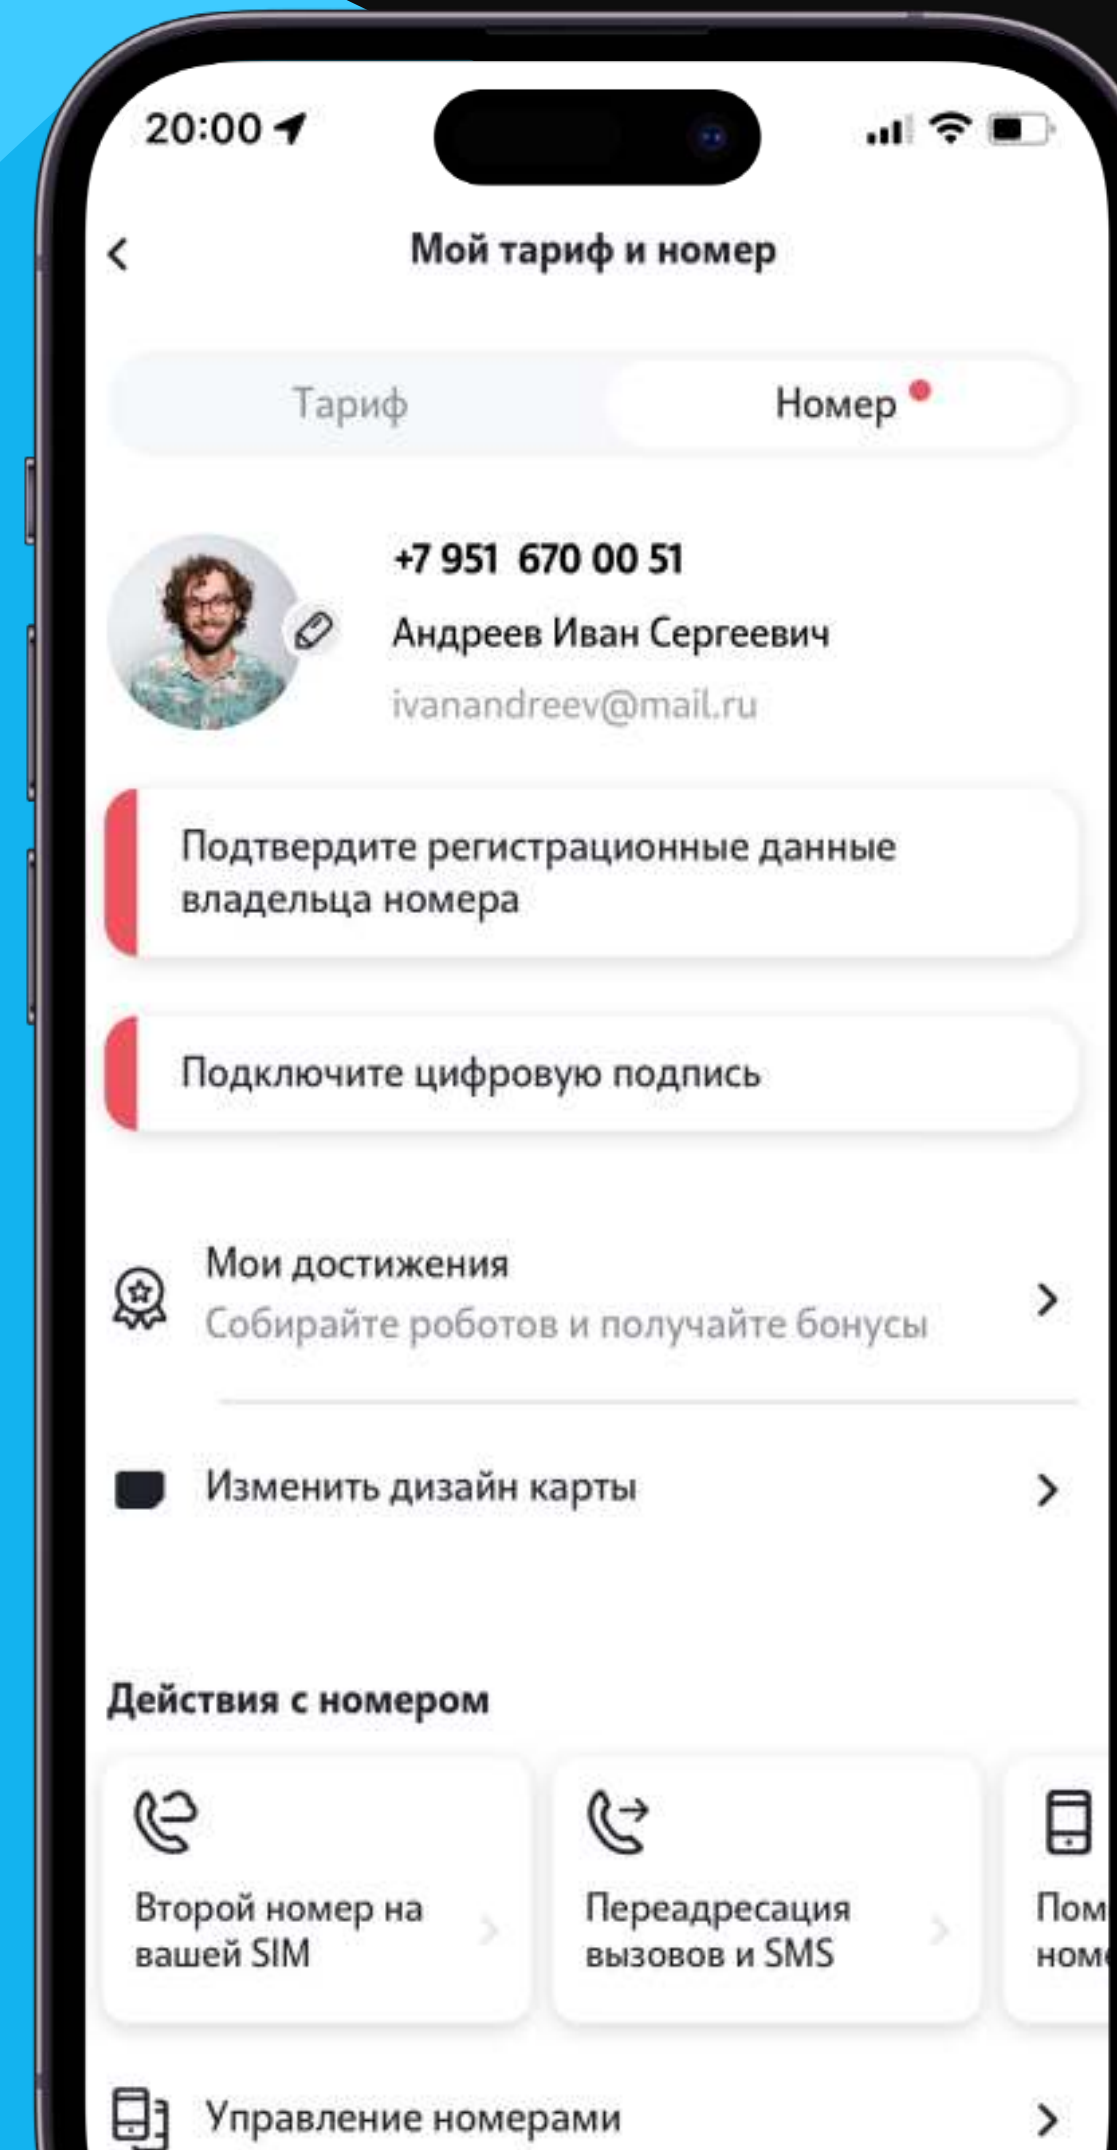 20:00
Мой тариф и номер
Тариф
Номер
+7 951 670 00 51
Андреев Иван Сергеевич
ivanandreev@mail.ru
Подтвердите регистрационные данные
владельца номера
Подключите цифровую подпись
Мои достижения
Собирайте роботов и получайте бонусы
Изменить дизайн карты
Действия с номером
Второй номер на
вашей SIM
Переадресация
вызовов и SMS
Управление номерами